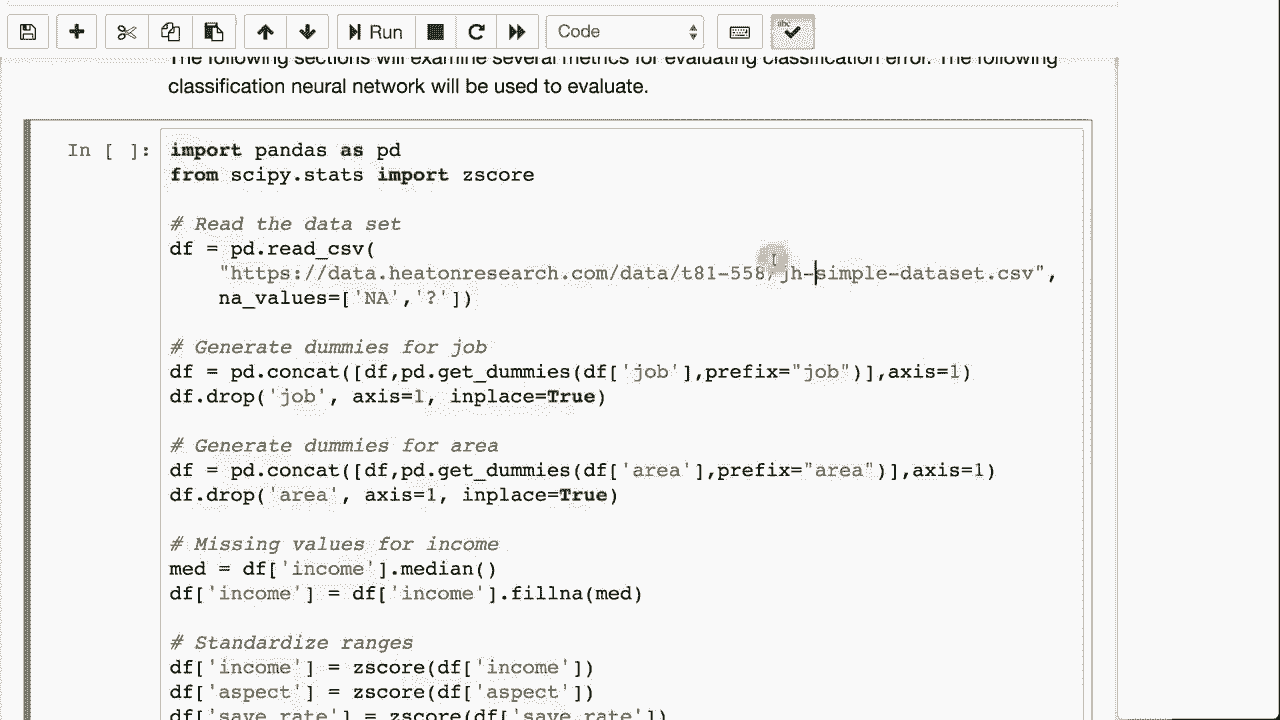 Run
Code
The following sections will examine several metrics for evaluating classification error. The following
classification neural network will be used to evaluate.
In [ ]:
import pandas as pd
from scipy.stats import zscore
# Read the data set
df = pd.read_csv(
"https://data.heatonresearch.com/data/t81-558/jh-simple-dataset.csv",
na_values=['NA','?'])
# Generate dummies for job
df = pd.concat([df,pd.get_dummies(df['job'],prefix="job")],axis=1)
df.drop('job', axis=1, inplace=True)
# Generate dummies for area
df = pd.concat([df,pd.get_dummies(df['area'],prefix="area")],axis=1)
df.drop('area', axis=1, inplace=True)
# Missing values for income
med = df['income'].median()
df['income'] = df['income'].fillna(med)
# Standardize ranges
df['income'] = zscore(df['income'])
df['aspect'] = zscore(df['aspect'])
df['save_rate'] = zscore(df['save_rate'])